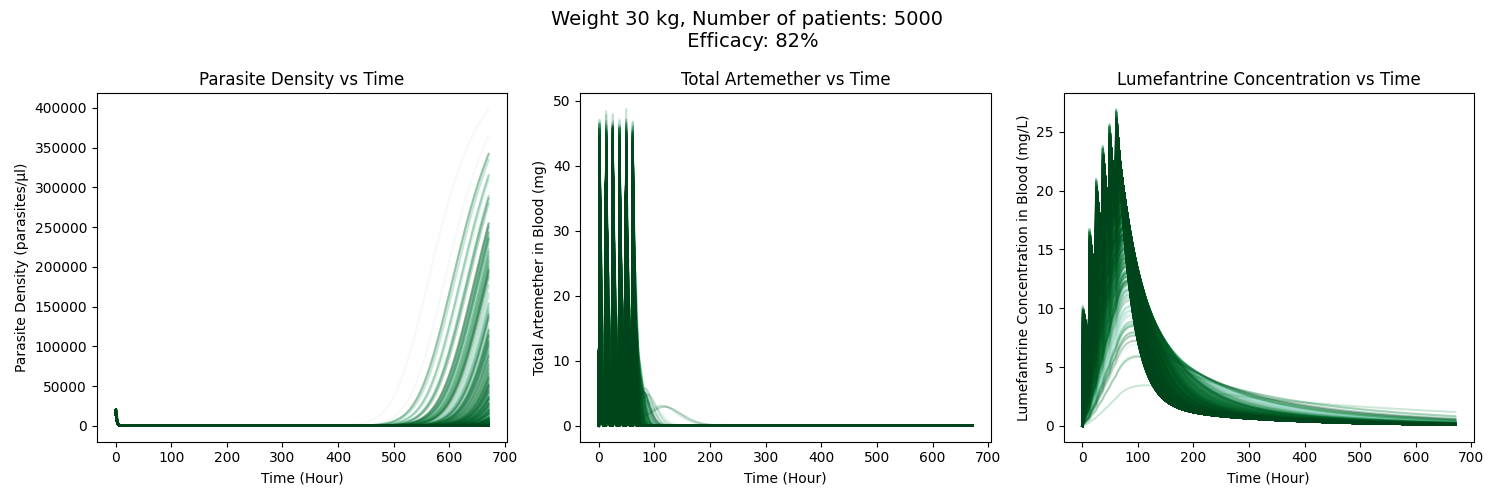 Weight 30 kg, Number of patients: 5000
Efficacy: 82%
Parasite Density vs Time
Parasite Density (parasites/µl)
400000
350000
300000
250000
200000
150000
100000
50000
0
0 100 200 300 400 500 600 700
Time (Hour)
Total Artemether vs Time
Total Artemether in Blood (mg)
50
40
30
20
10
0
0 100 200 300 400 500 600 700
Time (Hour)
Lumefantrine Concentration vs Time
Lumefantrine Concentration in Blood (mg/L)
25
20
15
10
5
0
0 100 200 300 400 500 600 700
Time (Hour)